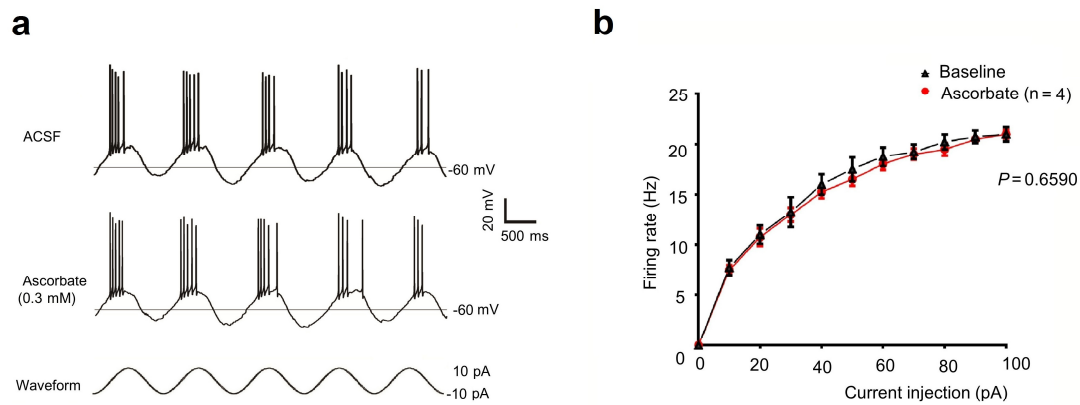 a
ACSF
-60 mV
20 mV
500 ms
Ascorbate
(0.3 mM)
-60 mV
Waveform
10 pA
-10 pA
b
Baseline
Ascorbate (n = 4)
25
20
15
10
5
0
Firing rate (Hz)
P = 0.6590
0 20 40 60 80 100
Current injection (pA)